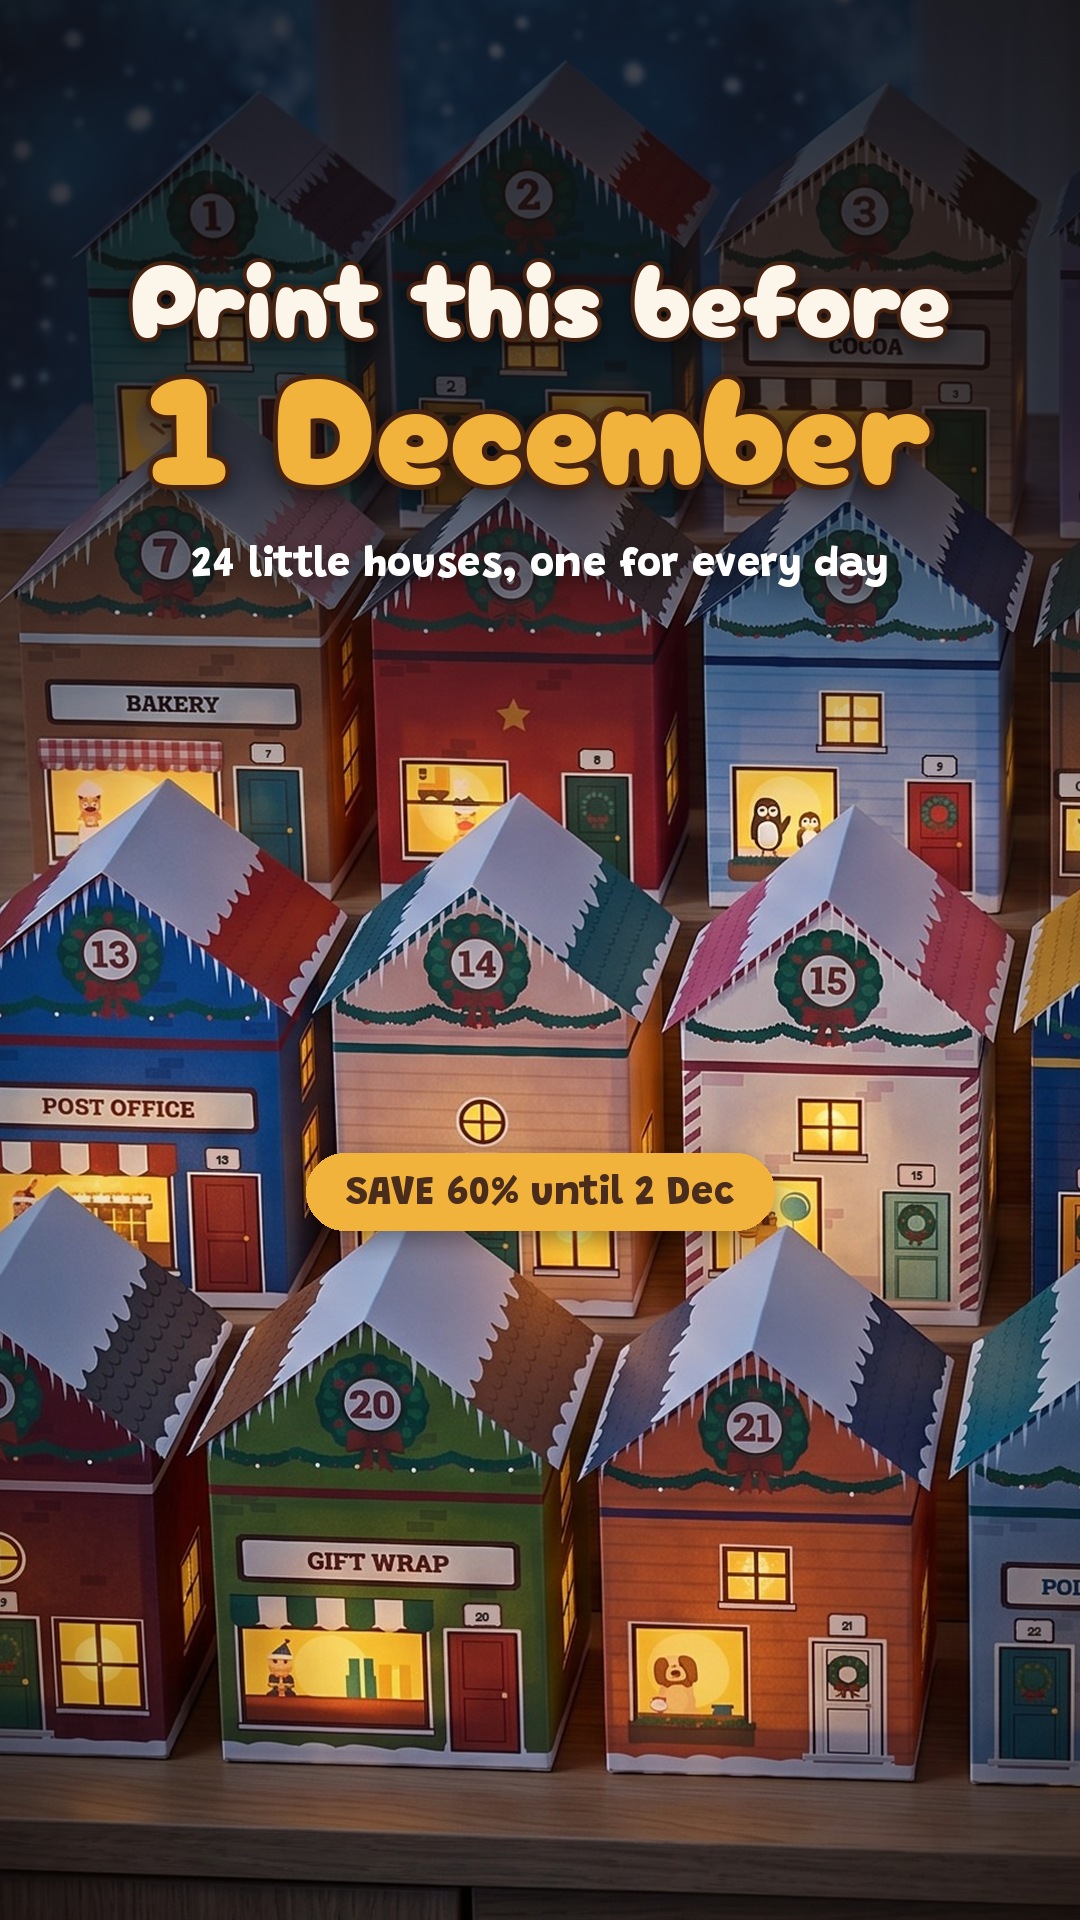 1
2
3
Print this before
COCOA
2
3
1 December
7
8
9
24 little houses, one for every day
BAKERY
7
8
9
13
14
15
POST OFFICE
13
15
SAVE 60% until 2 Dec
20
21
GIFT WRAP
20
21
22